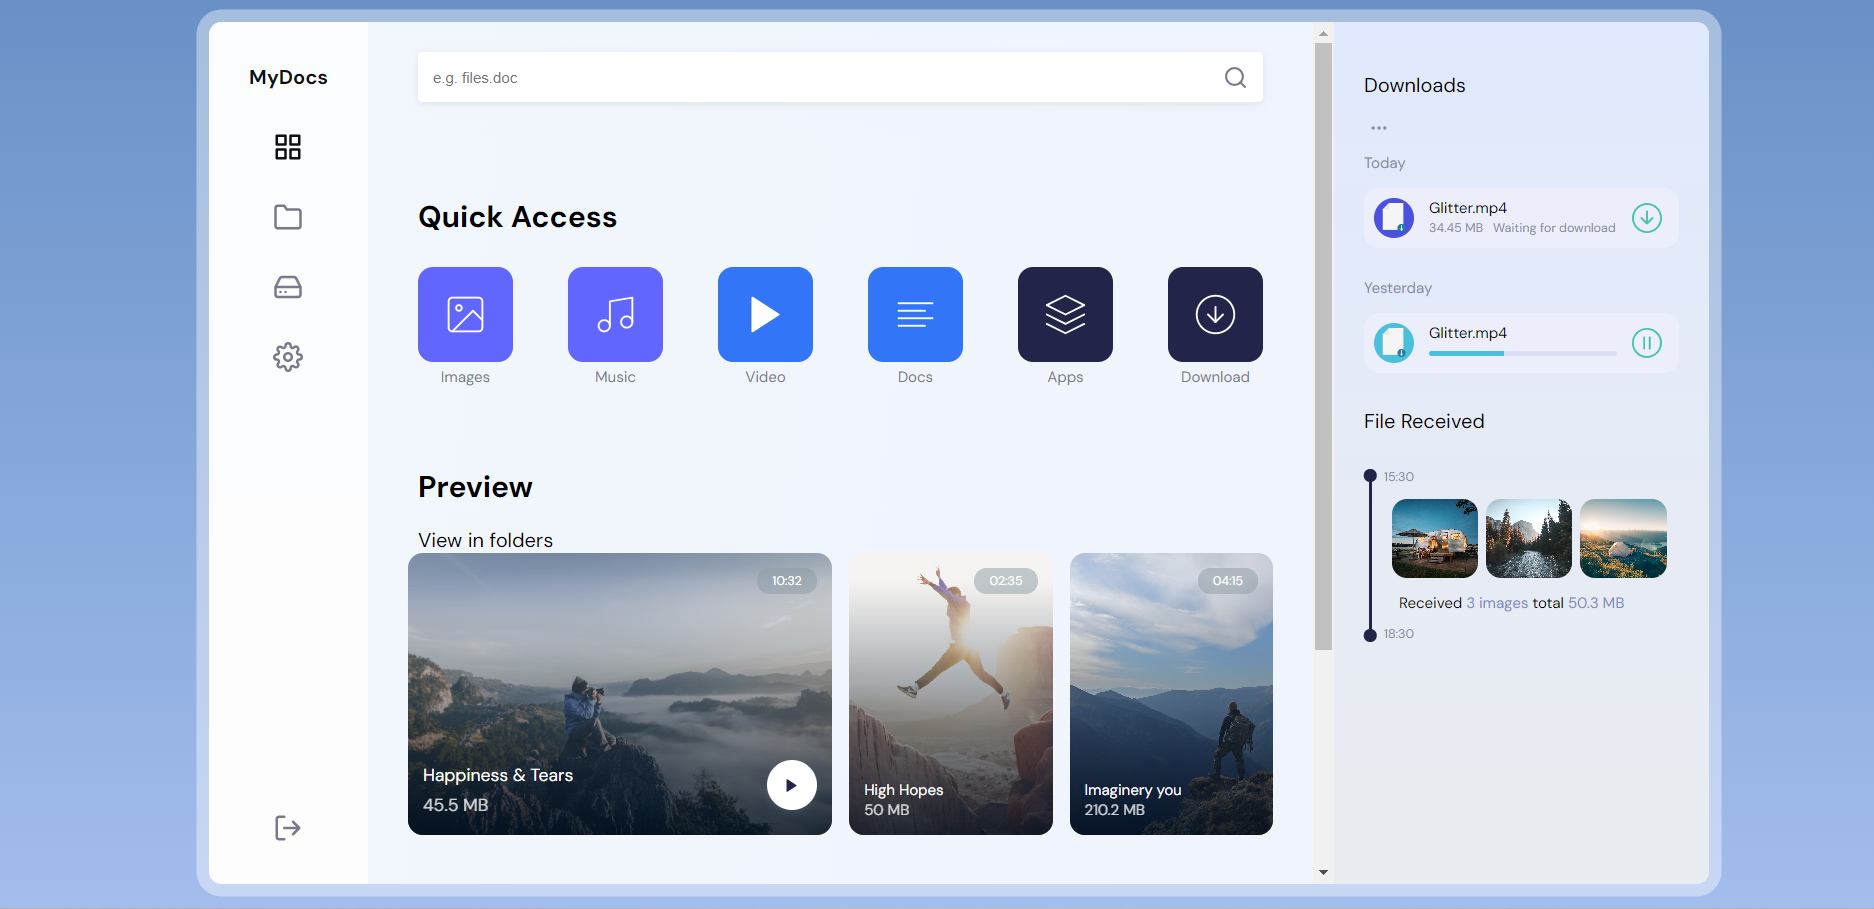 MyDocs
e.g. files.doc
Quick Access
Images
Music
Video
Docs
Apps
Download
Preview
View in folders
10:32
Happiness & Tears
45.5 MB
02:35
High Hopes
50 MB
04:15
Imaginery you
210.2 MB
Downloads
Today
Glitter.mp4
34.45 MB Waiting for download
Yesterday
Glitter.mp4
File Received
15:30
Received 3 images total 50.3 MB
18:30